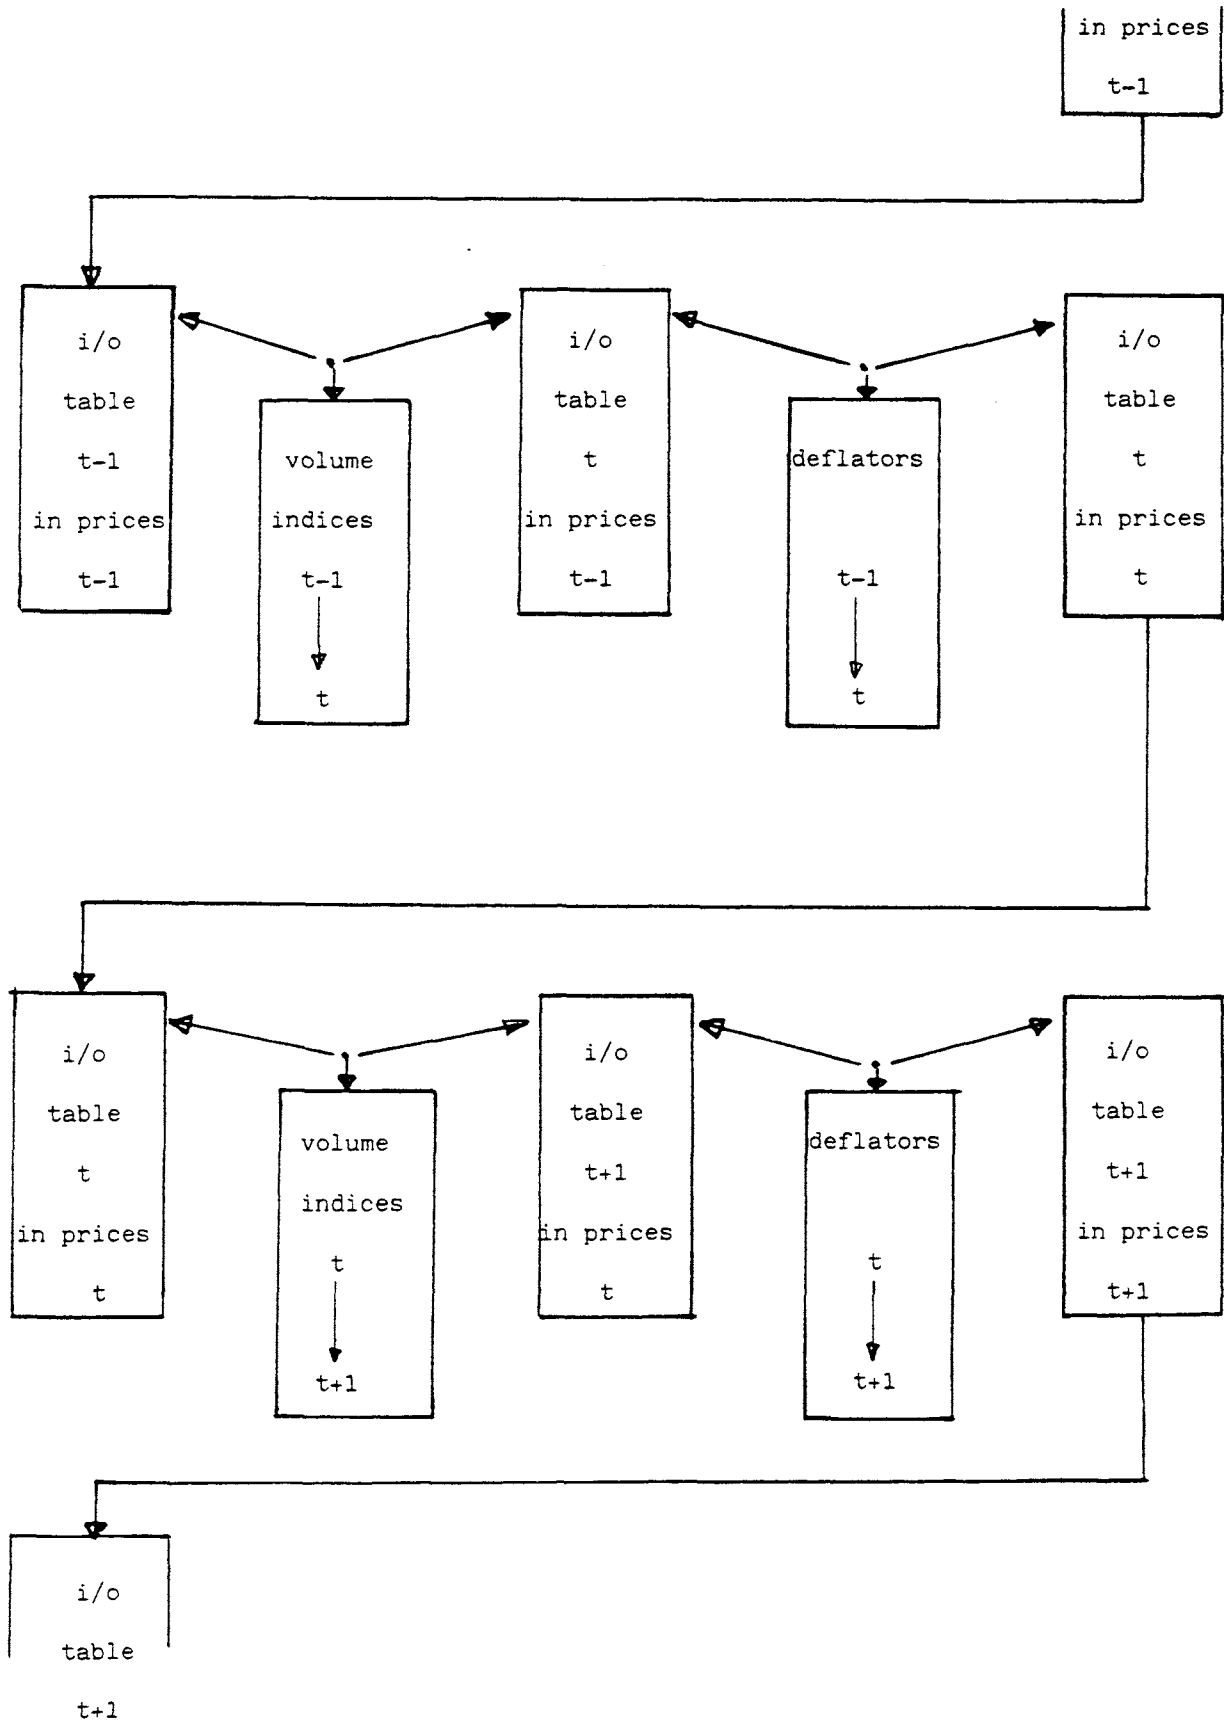 in prices
t-1
i/o
table
t-1
in prices
t-1
volume
indices
t-1
t
i/o
table
t
in prices
t-1
deflators
t-1
t
i/o
table
t
in prices
t
i/o
table
t
in prices
t
volume
indices
t
t+1
i/o
table
t+1
in prices
t
deflators
t
t+1
i/o
table
t+1
in prices
t+1
i/o
table
t+1